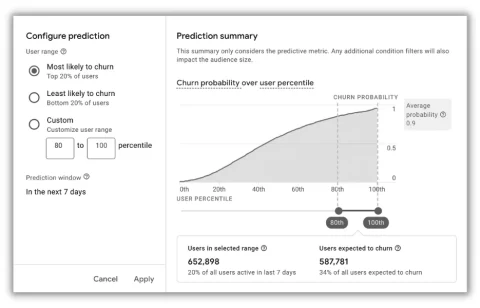 Configure prediction
User range
Most likely to churn
Top 20% of users
Least likely to churn
Bottom 20% of users
Custom
Customize user range
80 to 100 percentile
Prediction window
In the next 7 days
Cancel Apply
Prediction summary
This summary only considers the predictive metric. Any additional condition filters will also
impact the audience size.
Churn probability over user percentile
CHURN PROBABILITY
1
0.5
0
Average
probability
0.9
0th 20th 40th 60th 80th 100th
USER PERCENTILE
80th 100th
Users in selected range
652,898
20% of all users active in last 7 days
Users expected to churn
587,781
34% of all users expected to churn